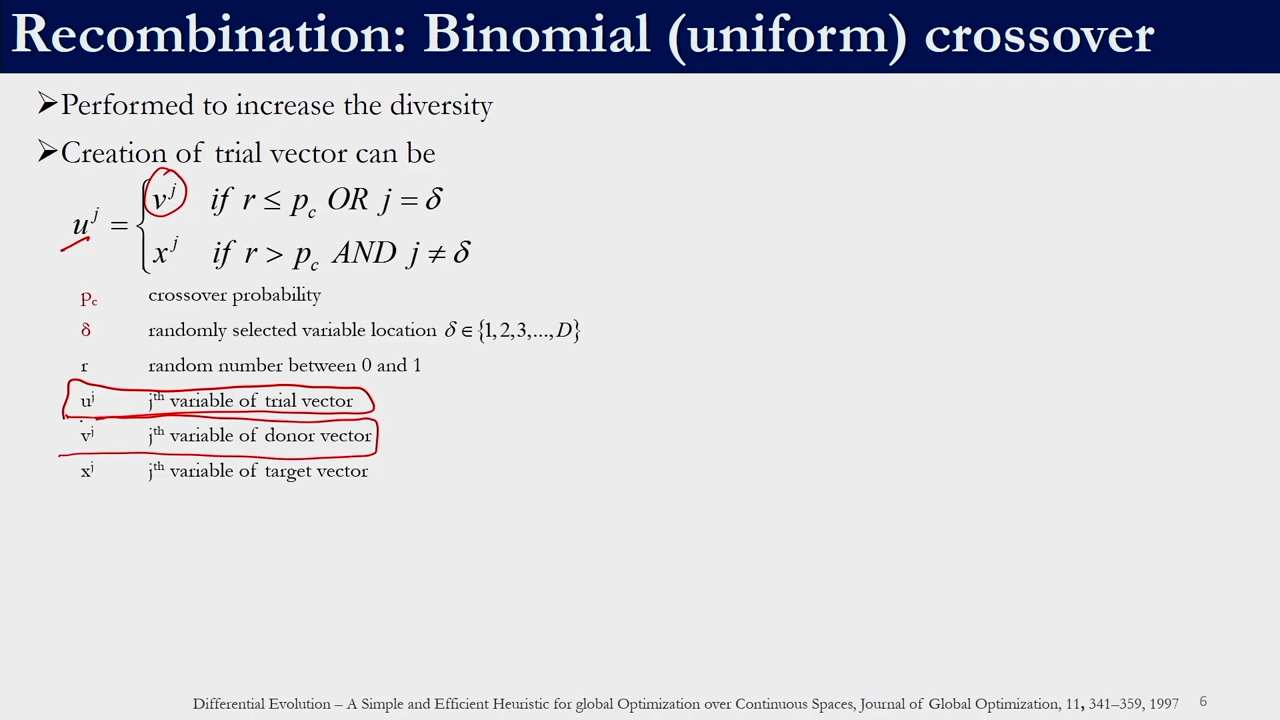 Recombination: Binomial (uniform) crossover
➤Performed to increase the diversity
➤Creation of trial vector can be
u^j = { v^j if r ≤ p_c OR j = δ
x^j if r > p_c AND j ≠ δ
p_c crossover probability
δ randomly selected variable location δ ∈ {1,2,3,...,D}
r random number between 0 and 1
u^j j^th variable of trial vector
v^j j^th variable of donor vector
x^j j^th variable of target vector
Differential Evolution – A Simple and Efficient Heuristic for global Optimization over Continuous Spaces, Journal of Global Optimization, 11, 341–359, 1997 6